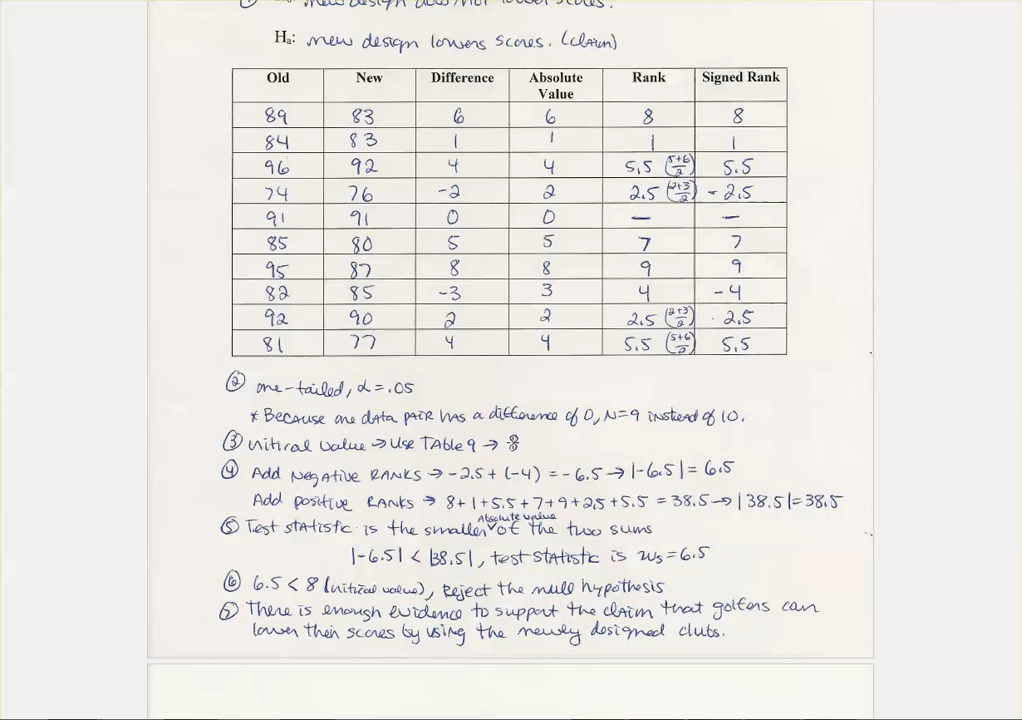 ① new design does not lower scores.
Ha: new design lowers scores. (claim)
Old New Difference Absolute Value Rank Signed Rank
89 83 6 6 8 8
84 83 1 1 1 1
96 92 4 4 5.5 (5+6/2) 5.5
74 76 -2 2 2.5 (2+3/2) -2.5
91 91 0 0 — —
85 80 5 5 7 7
95 87 8 8 9 9
82 85 -3 3 4 -4
92 90 2 2 2.5 (2+3/2) 2.5
81 77 4 4 5.5 (5+6/2) 5.5
② one-tailed, α=.05
* Because one data pair has a difference of 0, N=9 instead of 10.
③ critical value → Use Table 9 → 8
④ Add negative ranks → -2.5 + (-4) = -6.5 → |-6.5| = 6.5
Add positive ranks → 8+1+5.5+7+9+2.5+5.5 = 38.5 → |38.5| = 38.5
⑤ Test statistic is the smaller absolute value of the two sums
|-6.5| < |38.5|, test statistic is ws = 6.5
⑥ 6.5 < 8 (critical value), Reject the null hypothesis
⑦ There is enough evidence to support the claim that golfers can
lower their scores by using the newly designed clubs.